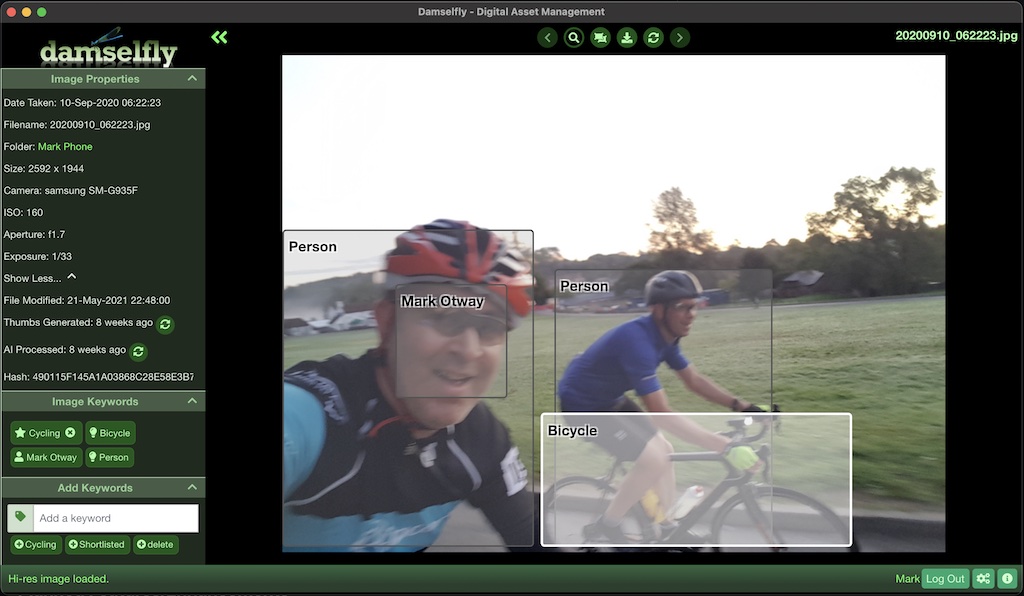 Damselfly - Digital Asset Management
damselfly
20200910_062223.jpg
Image Properties
Date Taken: 10-Sep-2020 06:22:23
Filename: 20200910_062223.jpg
Folder: Mark Phone
Size: 2592 x 1944
Camera: samsung SM-G935F
ISO: 160
Aperture: f1.7
Exposure: 1/33
Show Less...
File Modified: 21-May-2021 22:48:00
Thumbs Generated: 8 weeks ago
AI Processed: 8 weeks ago
Hash: 490115F145A1A03868C28E58E3B7
Image Keywords
Cycling
Bicycle
Mark Otway
Person
Add Keywords
Add a keyword
Cycling
Shortlisted
delete
Person
Mark Otway
Person
Bicycle
Hi-res image loaded.
Mark
Log Out